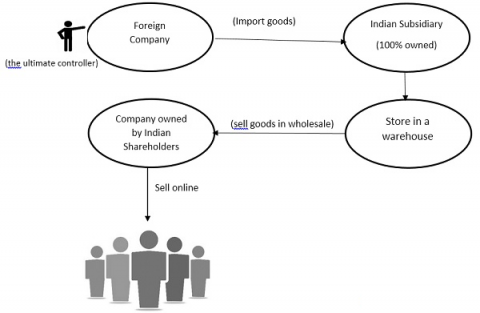 Foreign
Company
(Import goods)
Indian Subsidiary
(100% owned)
(the ultimate controller)
Company owned
by Indian
Shareholders
(sell goods in wholesale)
Store in a
warehouse
Sell online